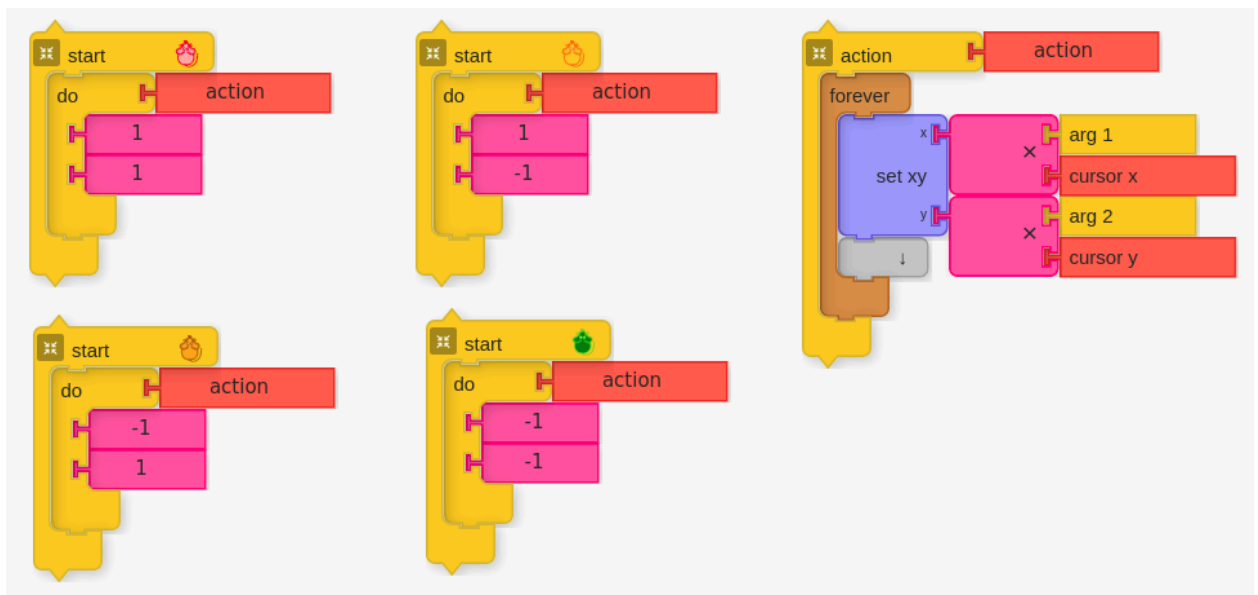 start
do action
1
1
start
do action
1
-1
action action
forever
set xy x × arg 1
cursor x
y × arg 2
cursor y
↓
start
do action
-1
1
start
do action
-1
-1